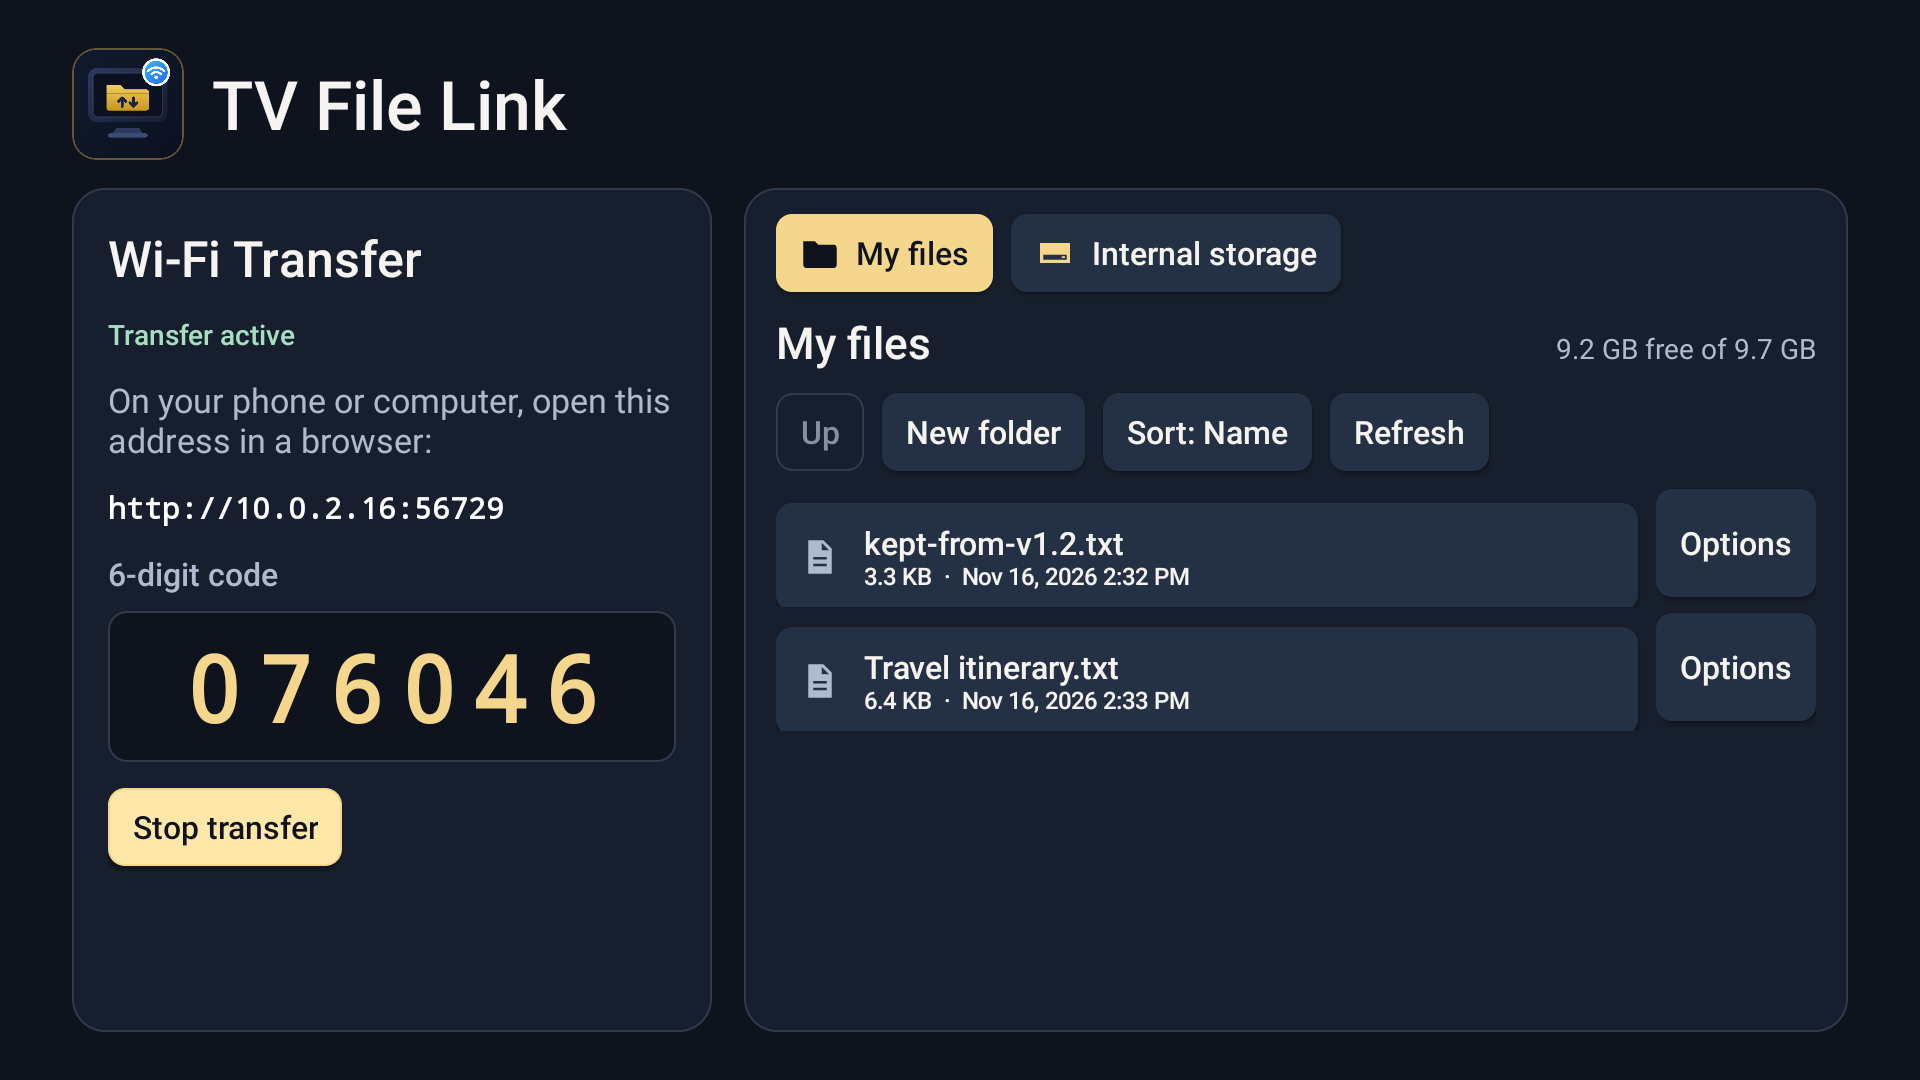 TV File Link
Wi-Fi Transfer
Transfer active
On your phone or computer, open this
address in a browser:
http://10.0.2.16:56729
6-digit code
076046
Stop transfer
My files
Internal storage
My files
9.2 GB free of 9.7 GB
Up
New folder
Sort: Name
Refresh
kept-from-v1.2.txt
3.3 KB · Nov 16, 2026 2:32 PM
Options
Travel itinerary.txt
6.4 KB · Nov 16, 2026 2:33 PM
Options